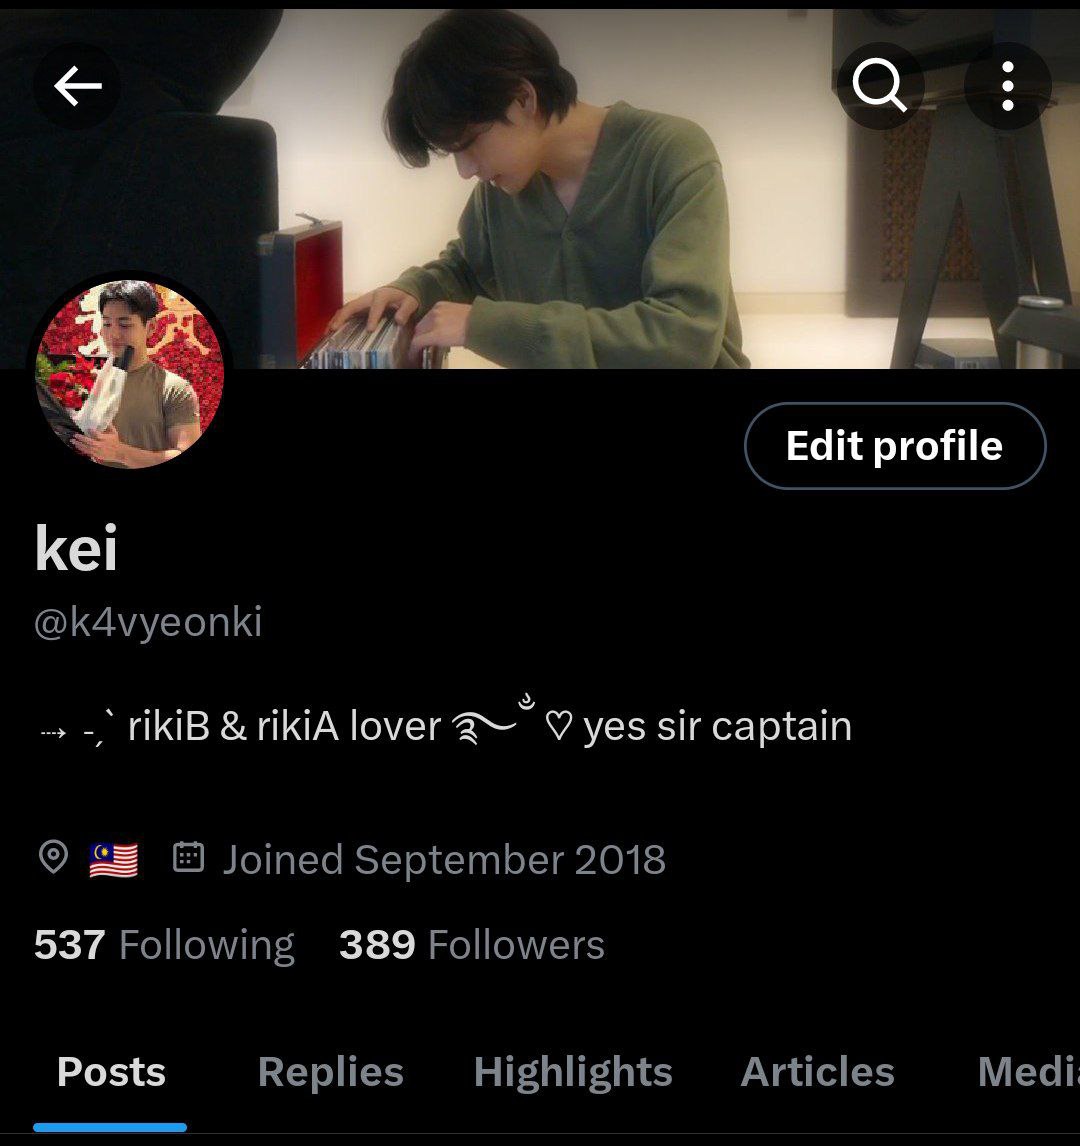 Edit profile
kei
@k4vyeonki
⤑ -ˏˋ rikiB & rikiA lover ࿐ ྂ ♡ yes sir captain
🇲🇾 Joined September 2018
537 Following 389 Followers
Posts Replies Highlights Articles Medi